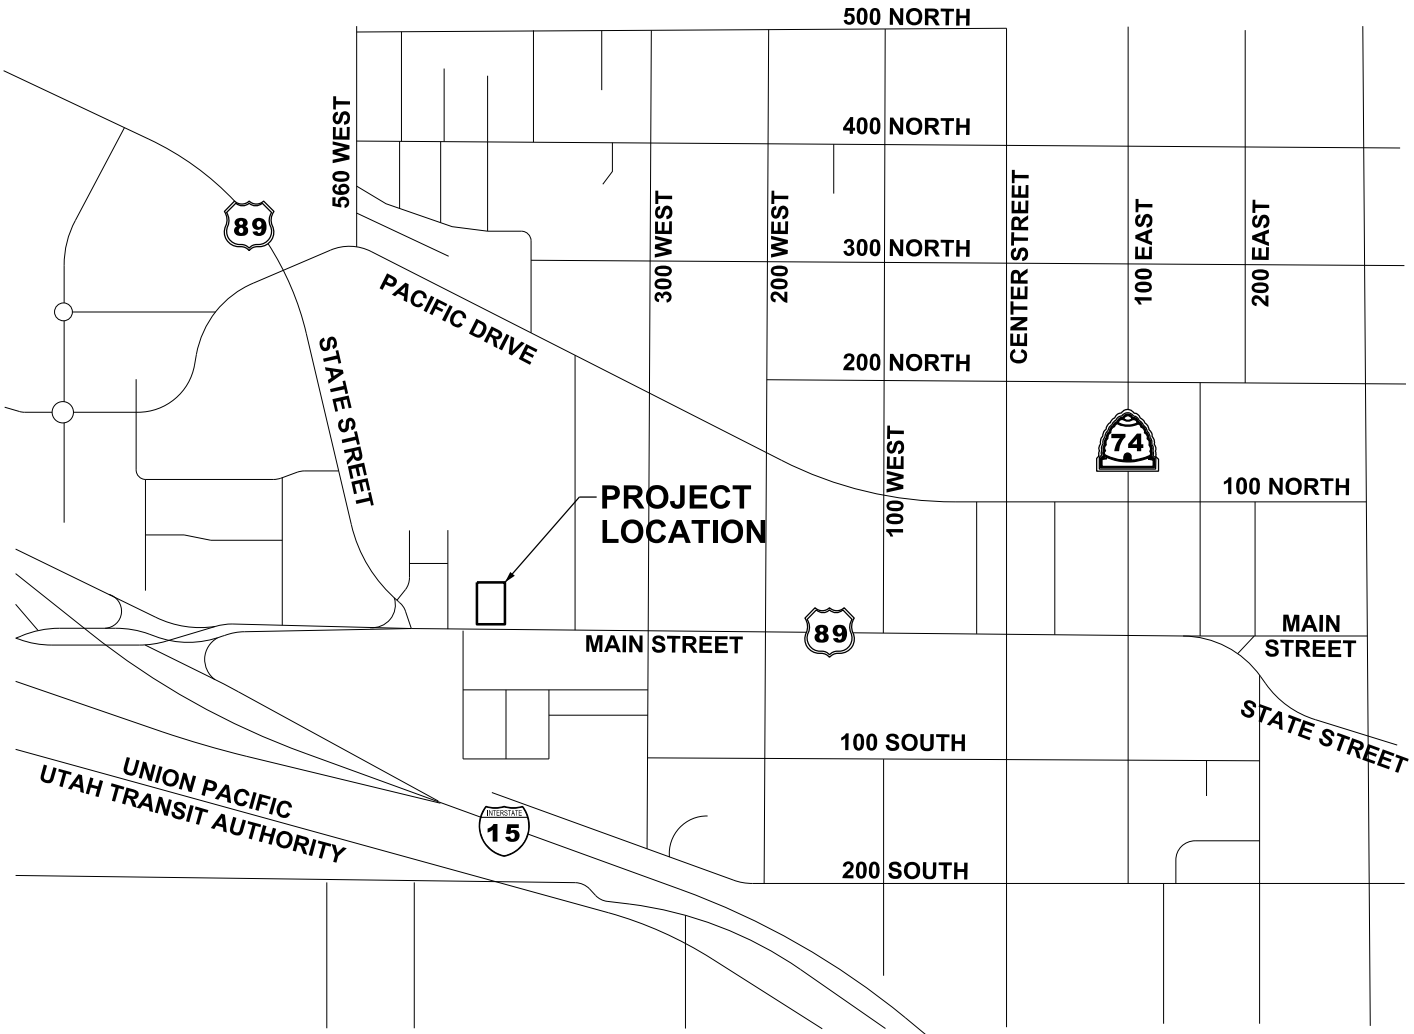 500 NORTH
400 NORTH
560 WEST
89
300 WEST
200 WEST
300 NORTH
CENTER STREET
100 EAST
200 EAST
PACIFIC DRIVE
STATE STREET
200 NORTH
100 WEST
74
100 NORTH
PROJECT
LOCATION
MAIN STREET
89
MAIN
STREET
STATE STREET
100 SOUTH
UNION PACIFIC
UTAH TRANSIT AUTHORITY
INTERSTATE
15
200 SOUTH